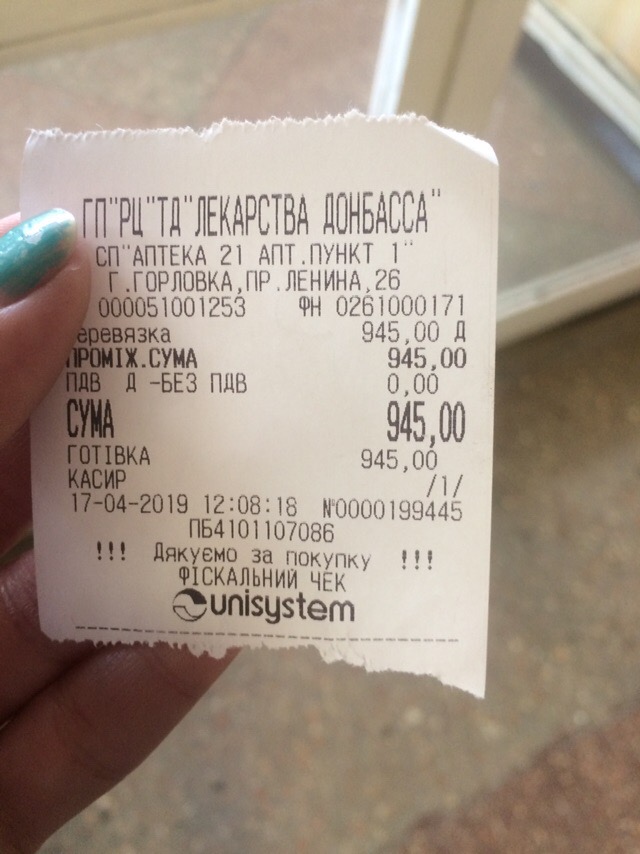 ГП"РЦ"ТД"ЛЕКАРСТВА ДОНБАССА"
СП"АПТЕКА 21 АПТ.ПУНКТ 1"
Г.ГОРЛОВКА,ПР.ЛЕНИНА,26
000051001253 ФН 0261000171
еревязка 945,00 Д
ПРОМІЖ.СУМА 945,00
ПДВ Д -БЕЗ ПДВ 0,00
СУМА 945,00
ГОТІВКА 945,00
КАСИР /1/
17-04-2019 12:08:18 №0000199445
ПБ4101107086
!!! Дякуємо за покупку !!!
ФІСКАЛЬНИЙ ЧЕК
unisystem